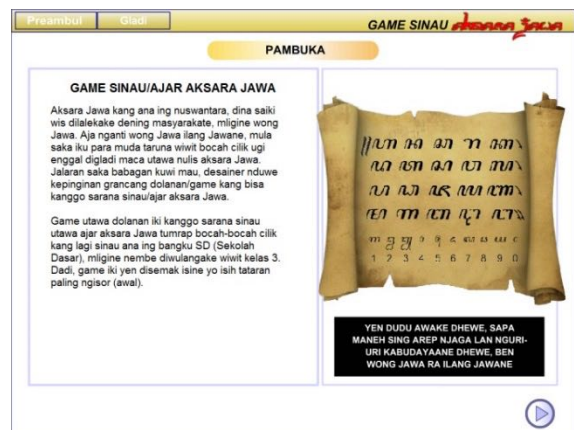 Preambul Gladi
GAME SINAU aksara Jawa
PAMBUKA
GAME SINAU/AJAR AKSARA JAWA
Aksara Jawa kang ana ing nuswantara, dina saiki
wis dilalekake dening masyarakate, mligine wong
Jawa. Aja nganti wong Jawa ilang Jawane, mula
saka iku para muda taruna wiwit bocah cilik ugi
enggal digladi maca utawa nulis aksara Jawa.
Jalaran saka babagan kuwi mau, desainer nduwe
kepinginan grancang dolanan/game kang bisa
kanggo sarana sinau/ajar aksara Jawa.
Game utawa dolanan iki kanggo sarana sinau
utawa ajar aksara Jawa tumrap bocah-bocah cilik
kang lagi sinau ana ing bangku SD (Sekolah
Dasar), mligine nembe diwulangake wiwit kelas 3.
Dadi, game iki yen disemak isine yo isih tataran
paling ngisor (awal).
ꦲ ꦤ ꦕ ꦫ ꦏ꧈
ꦢ ꦠ ꦱ ꦮ ꦭ꧈
ꦥ ꦝ ꦗ ꦪ ꦚ꧈
ꦩ ꦒ ꦧ ꦛ ꦔ꧈
1 2 3 4 5 6 7 8 9 0
YEN DUDU AWAKE DHEWE, SAPA
MANEH SING AREP NJAGA LAN NGURI-
URI KABUDAYAANE DHEWE, BEN
WONG JAWA RA ILANG JAWANE